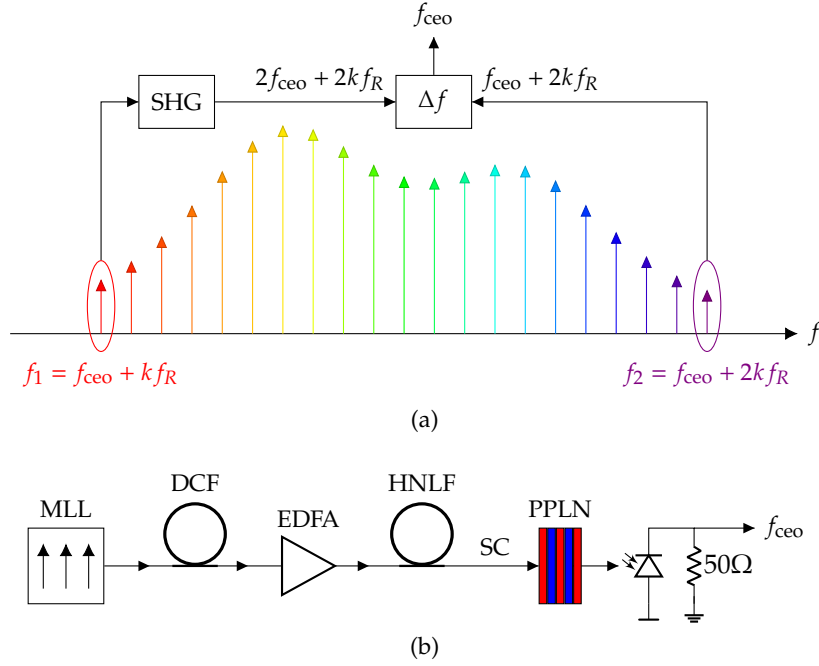 f_ceo
SHG
2f_ceo + 2kf_R
Δf
f_ceo + 2kf_R
f
f_1 = f_ceo + kf_R
f_2 = f_ceo + 2kf_R
(a)
MLL
DCF
EDFA
HNLF
SC
PPLN
f_ceo
50Ω
(b)